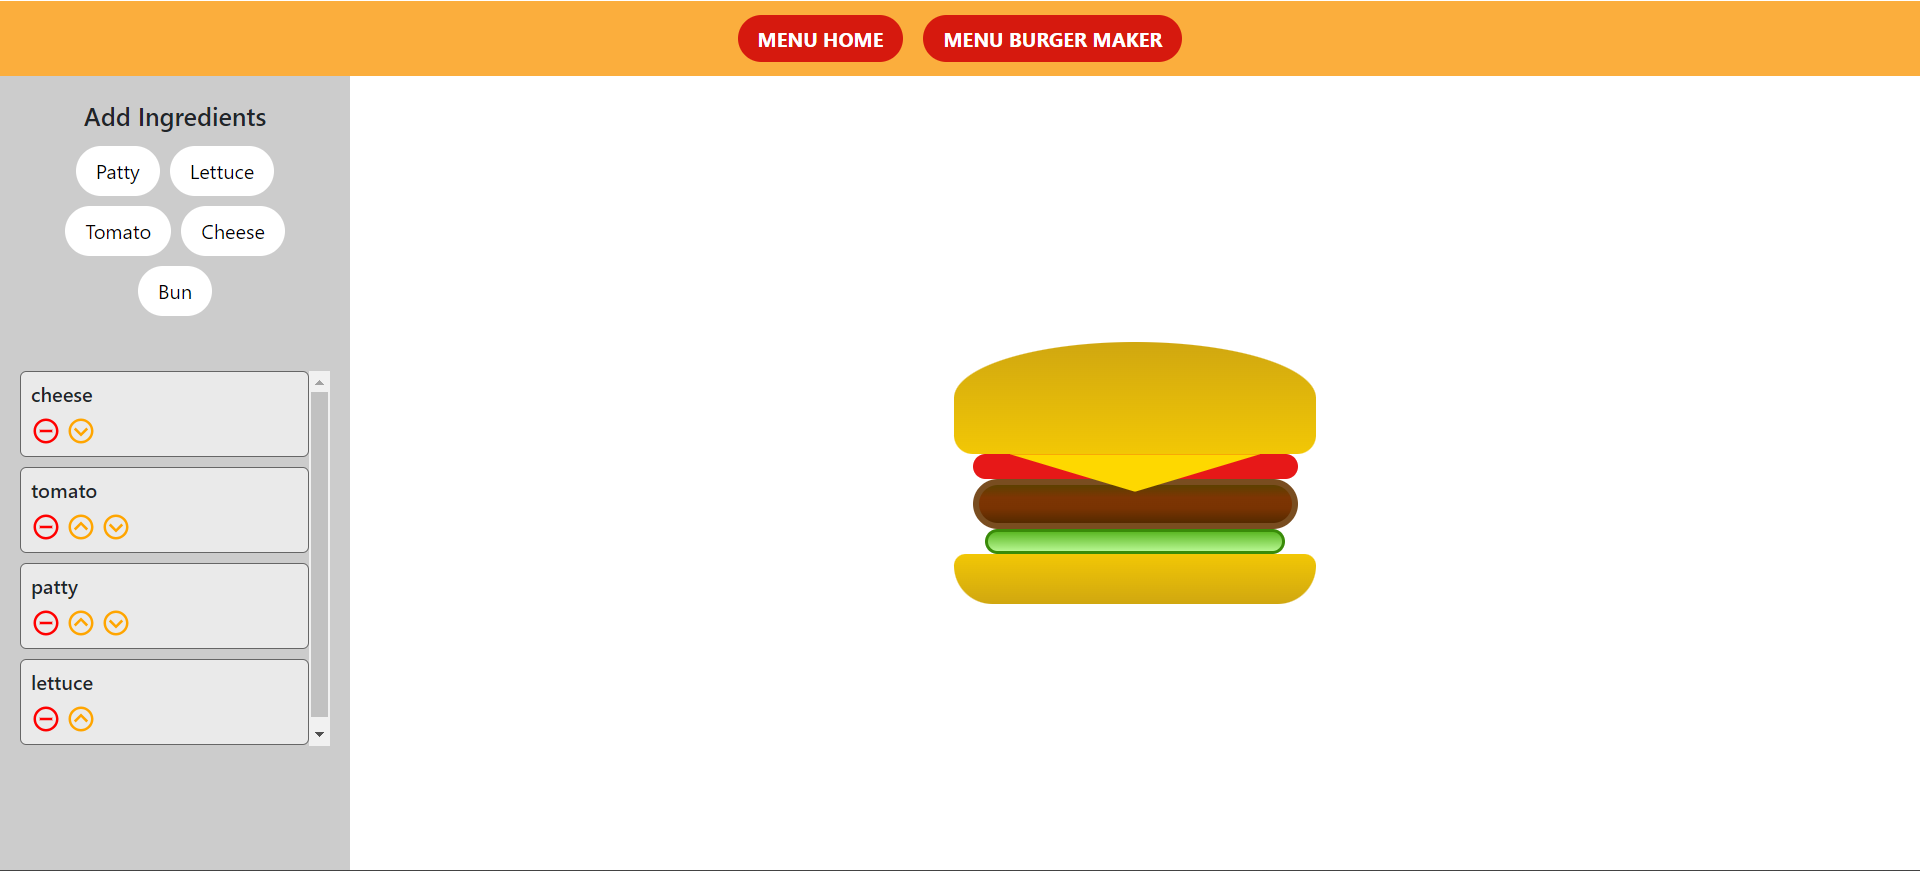 MENU HOME MENU BURGER MAKER
Add Ingredients
Patty Lettuce
Tomato Cheese
Bun
cheese
tomato
patty
lettuce